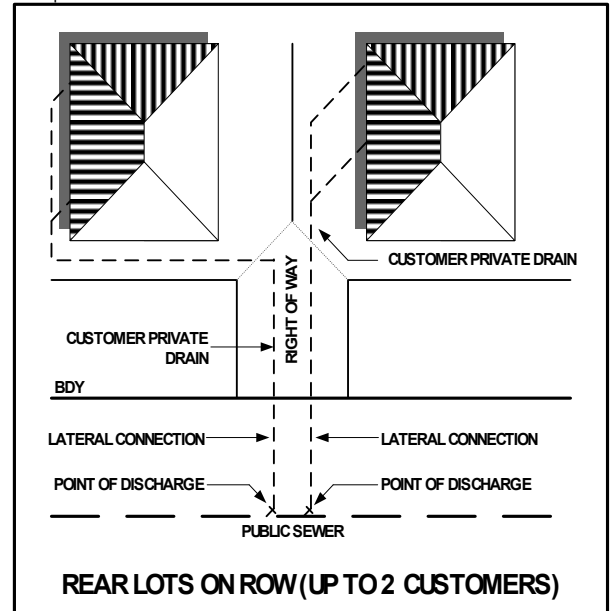 CUSTOMER PRIVATE DRAIN
RIGHT OF WAY
CUSTOMER PRIVATE
DRAIN
BDY
LATERAL CONNECTION
LATERAL CONNECTION
POINT OF DISCHARGE
POINT OF DISCHARGE
PUBLIC SEWER
REAR LOTS ON ROW (UP TO 2 CUSTOMERS)